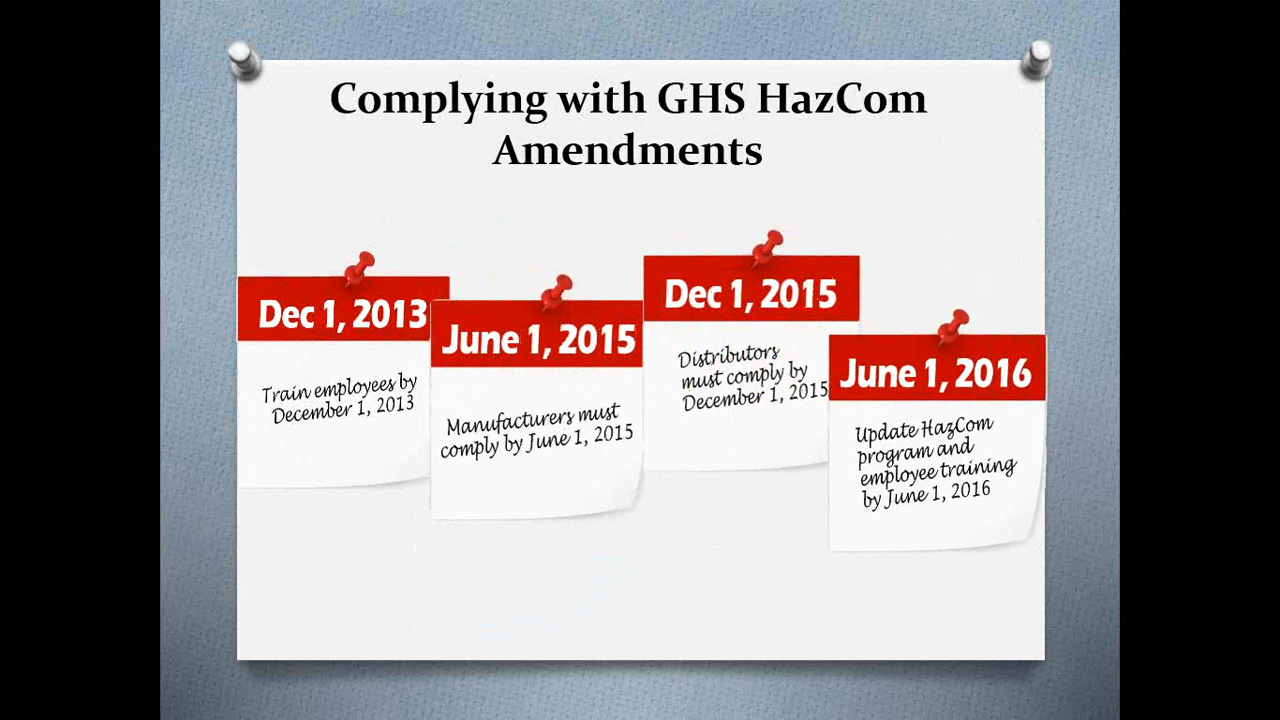 Complying with GHS HazCom
Amendments
Dec 1, 2013
Train employees by
December 1, 2013
June 1, 2015
Manufacturers must
comply by June 1, 2015
Dec 1, 2015
Distributors
must comply by
December 1, 2015
June 1, 2016
Update HazCom
program and
employee training
by June 1, 2016